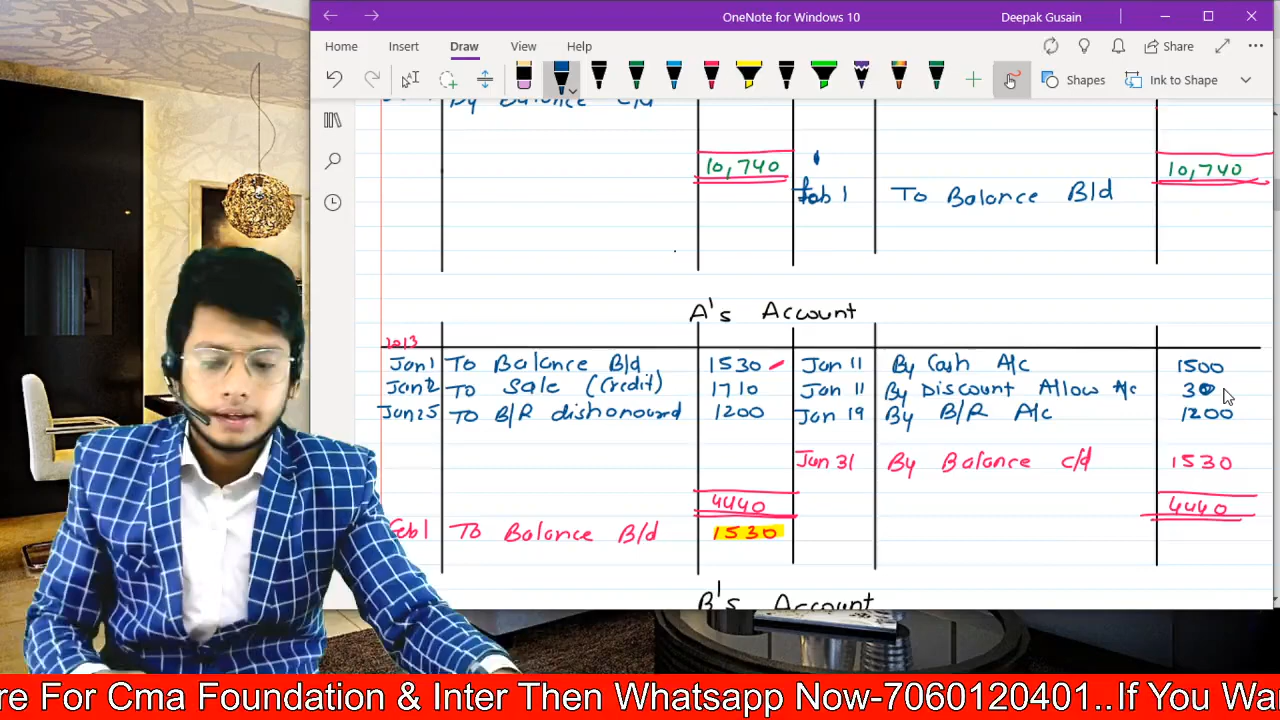 OneNote for Windows 10
Deepak Gusain
Home Insert Draw View Help
Share
Shapes
Ink to Shape
By Balance c/d
10,740 10,740
Feb 1 To Balance B/d
A's Account
Jan 1 To Balance B/d 1530 Jan 11 By Cash A/c 1500
Jan 2 To Sale (Credit) 1710 Jan 11 By Discount Allow A/c 30
Jan 25 To B/R dishonourd 1200 Jan 19 By B/R A/c 1200
Jan 31 By Balance c/d 1530
4440 4440
Feb 1 To Balance B/d 1530
B's Account
re For Cma Foundation & Inter Then Whatsapp Now-7060120401..If You Wa